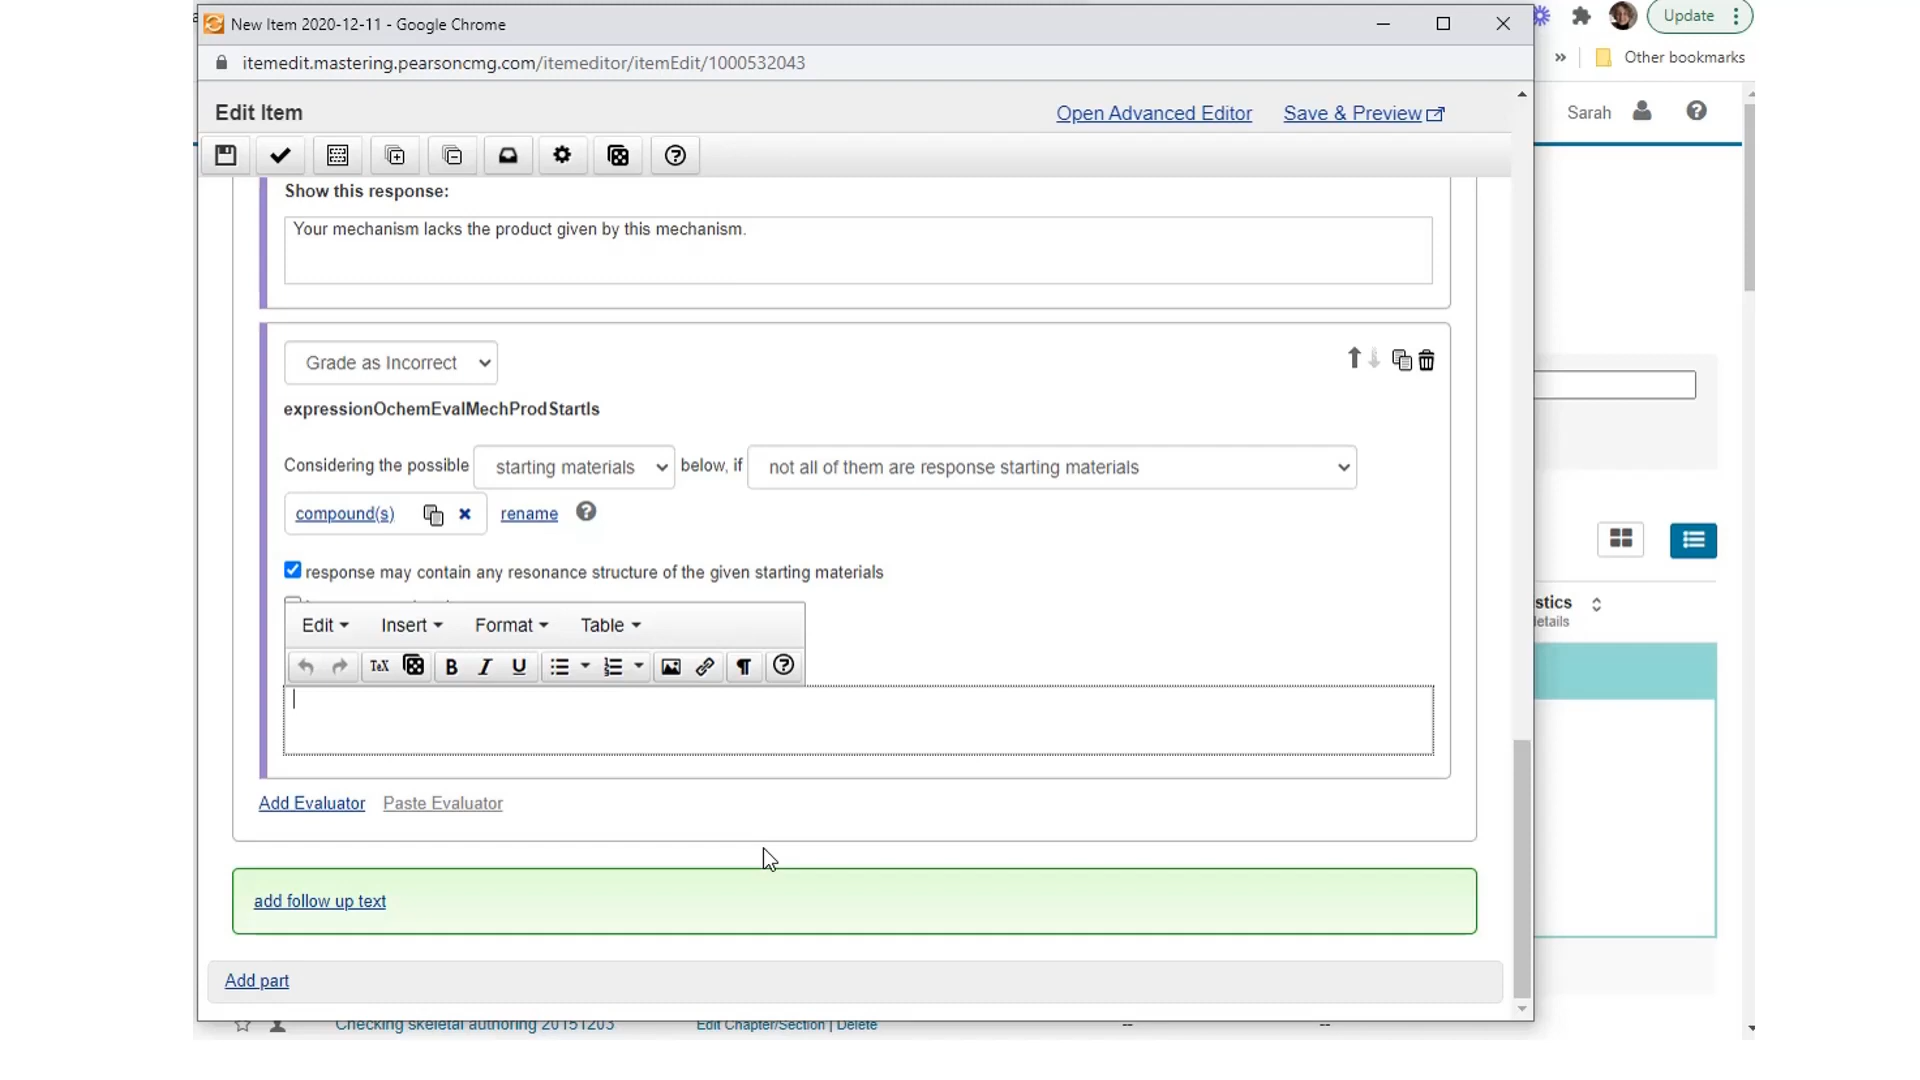 New Item 2020-12-11 - Google Chrome
Update
itemedit.mastering.pearsoncmg.com/itemeditor/itemEdit/1000532043
» Other bookmarks
Edit Item
Open Advanced Editor
Save & Preview
Sarah
Show this response:
Your mechanism lacks the product given by this mechanism.
Grade as Incorrect
expressionOchemEvalMechProdStartIs
Considering the possible starting materials below, if not all of them are response starting materials
compound(s) rename
response may contain any resonance structure of the given starting materials
stics
details
Edit Insert Format Table
TeX B I U
Add Evaluator Paste Evaluator
add follow up text
Add part
Checking skeletal authoring 20151203 Edit Chapter/Section | Delete -- --